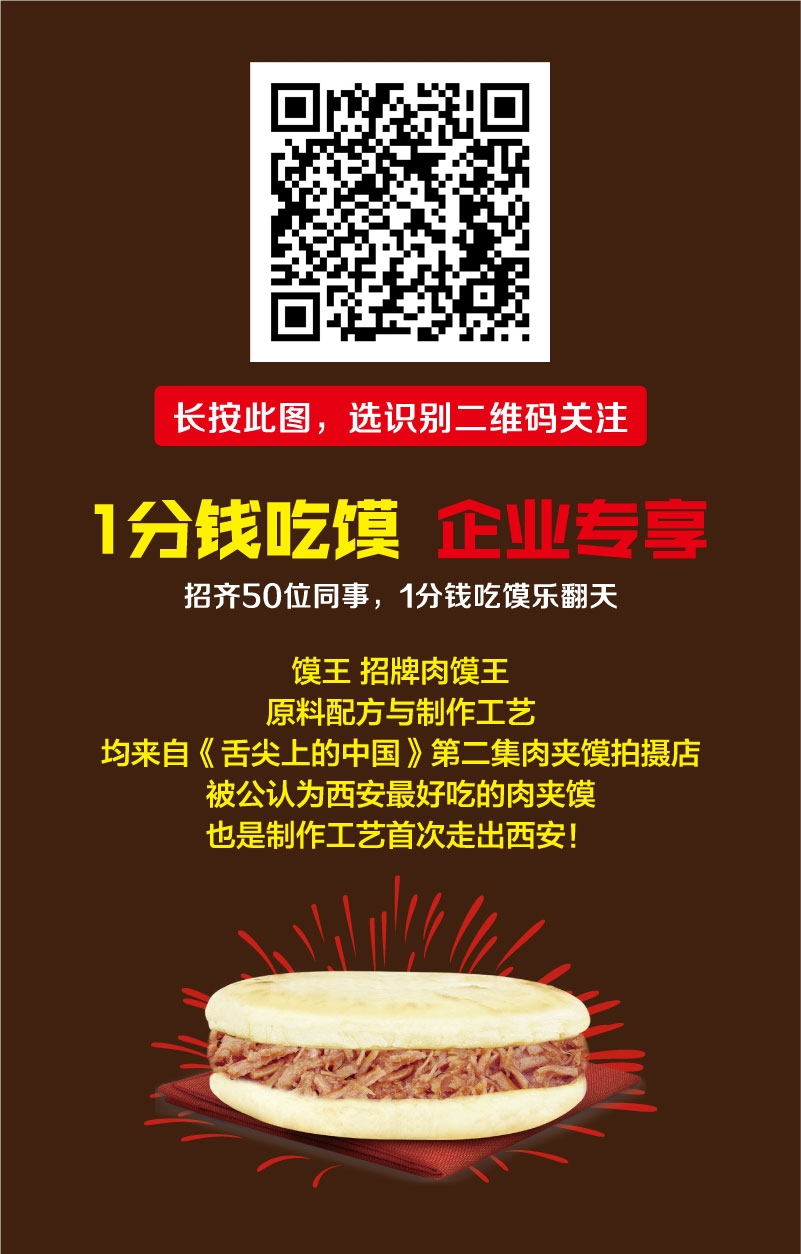 长按此图，选识别二维码关注
1分钱吃馍 企业专享
招齐50位同事，1分钱吃馍乐翻天
馍王 招牌肉馍王
原料配方与制作工艺
均来自《舌尖上的中国》第二集肉夹馍拍摄店
被公认为西安最好吃的肉夹馍
也是制作工艺首次走出西安！